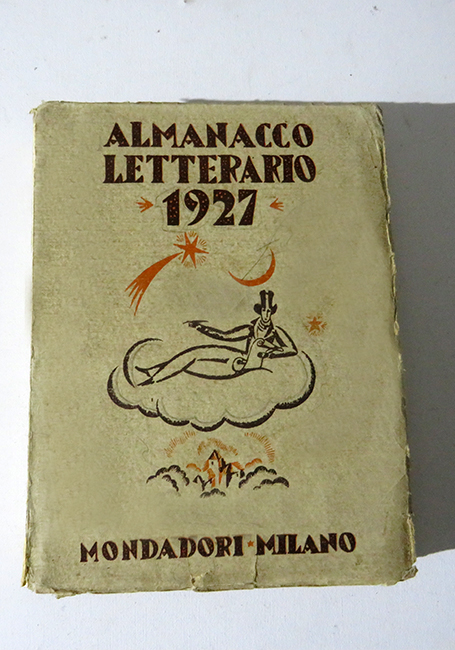 ALMANACCO
LETTERARIO
1927
MONDADORI * MILANO